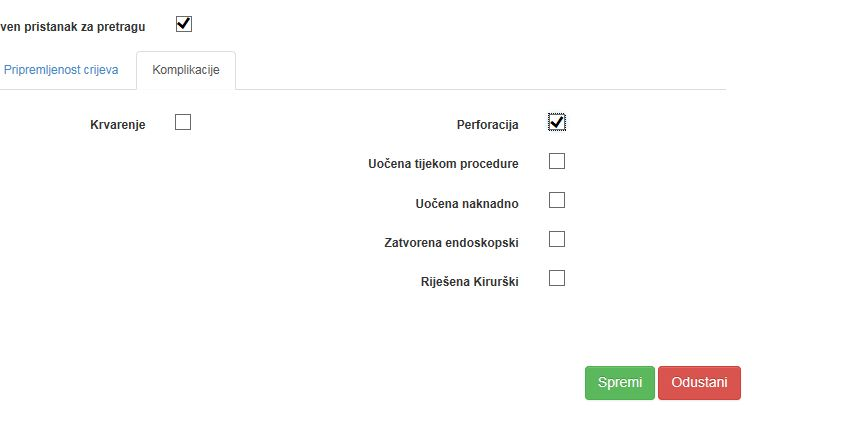 ven pristanak za pretragu
Pripremljenost crijeva Komplikacije
Krvarenje Perforacija
Uočena tijekom procedure
Uočena naknadno
Zatvorena endoskopski
Riješena Kirurški
Spremi Odustani